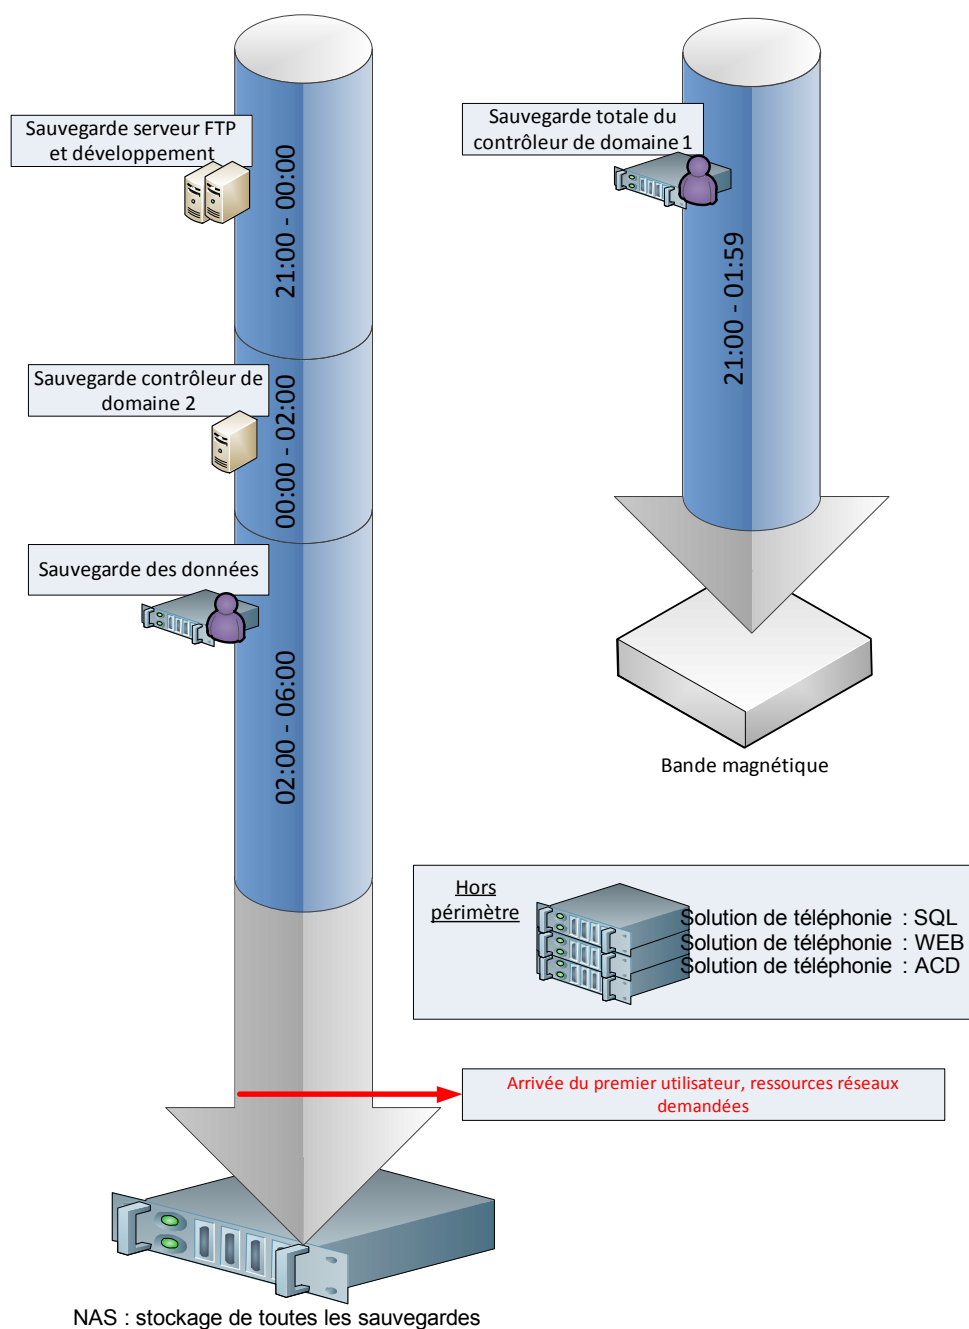 Sauvegarde serveur FTP
et développement
21:00 - 00:00
Sauvegarde contrôleur de
domaine 2
00:00 - 02:00
Sauvegarde des données
02:00 - 06:00
Sauvegarde totale du
contrôleur de domaine 1
21:00 - 01:59
Bande magnétique
Hors
périmètre
Solution de téléphonie : SQL
Solution de téléphonie : WEB
Solution de téléphonie : ACD
Arrivée du premier utilisateur, ressources réseaux
demandées
NAS : stockage de toutes les sauvegardes